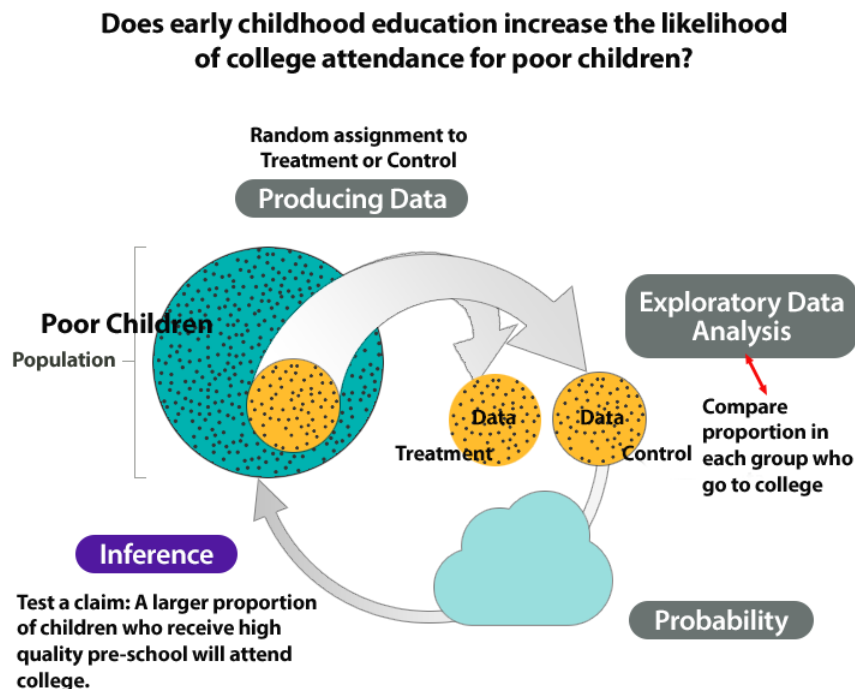 Does early childhood education increase the likelihood
of college attendance for poor children?
Random assignment to
Treatment or Control
Producing Data
Poor Children
Population
Exploratory Data
Analysis
Compare
proportion in
each group who
go to college
Data
Data
Treatment
Control
Inference
Test a claim: A larger proportion
of children who receive high
quality pre-school will attend
college.
Probability